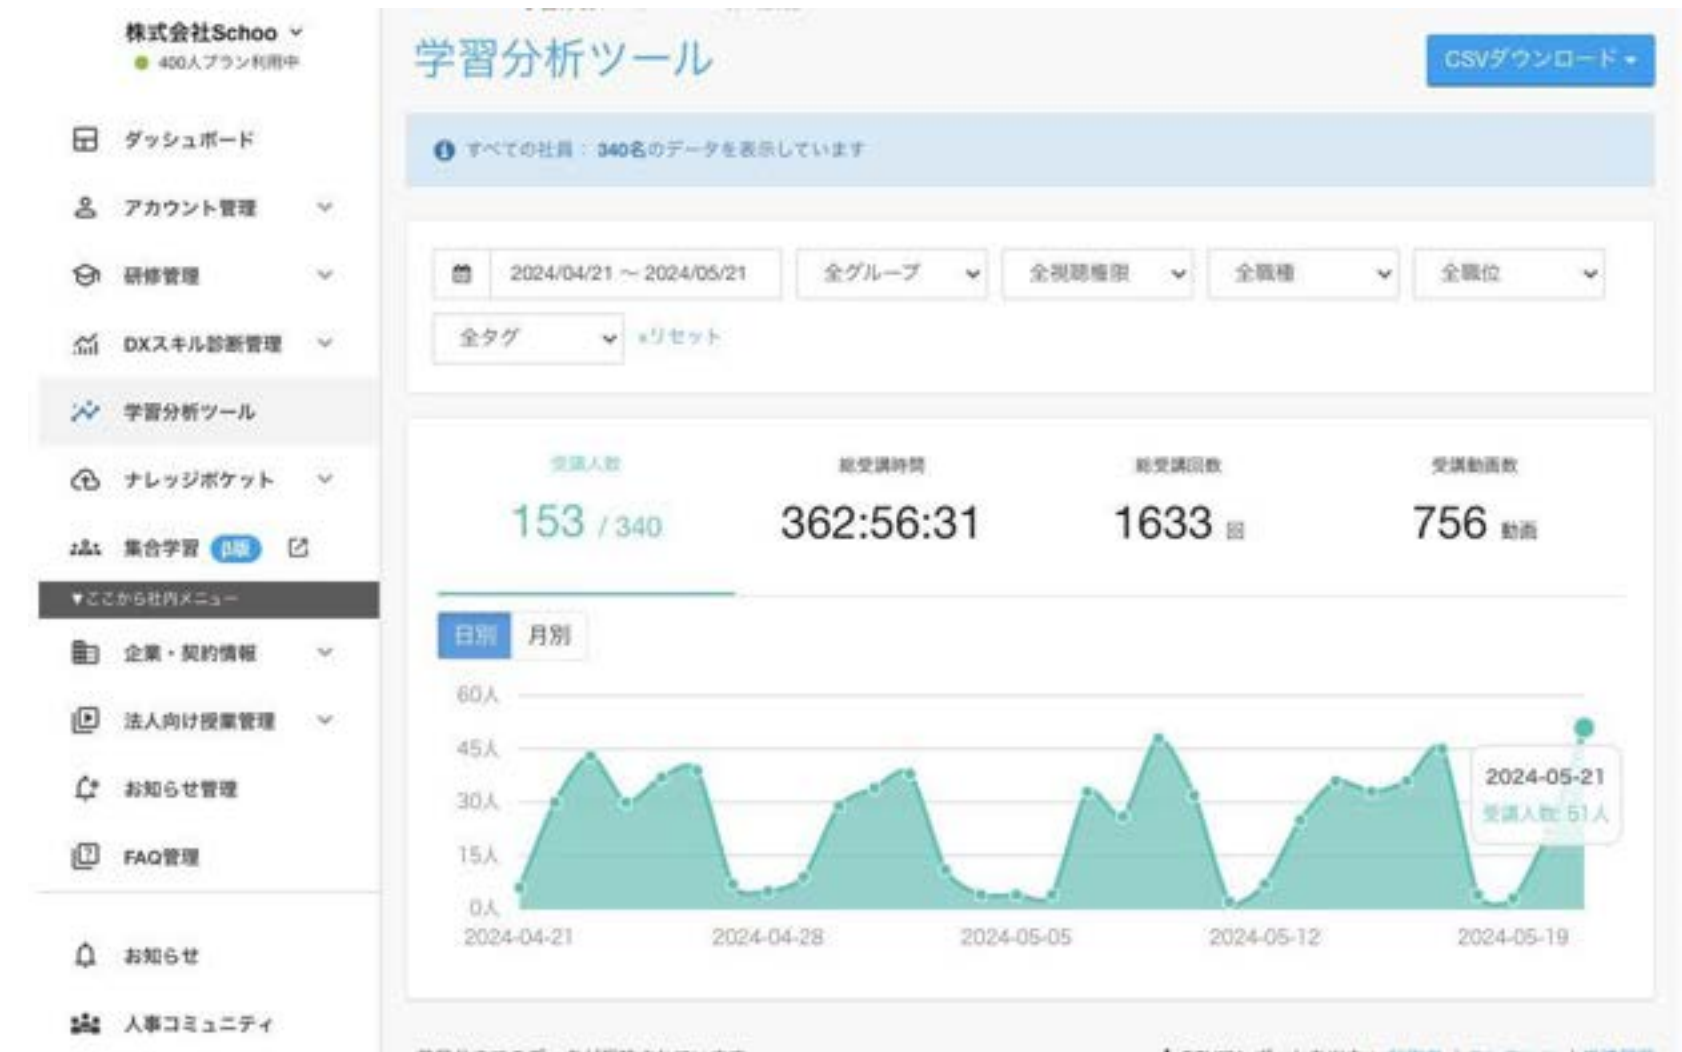 株式会社Schoo
400人プラン利用中
ダッシュボード
アカウント管理
研修管理
DXスキル診断管理
学習分析ツール
ナレッジポケット
集合学習 β版
▼ここから社内メニュー
企業・契約情報
法人向け授業管理
お知らせ管理
FAQ管理
お知らせ
人事コミュニティ
学習分析ツール
CSVダウンロード
すべての社員： 340名のデータを表示しています
2024/04/21 ～ 2024/05/21
全グループ
全視聴権限
全職種
全職位
全タグ
×リセット
受講人数
153 / 340
総受講時間
362:56:31
総受講回数
1633 回
受講動画数
756 動画
日別 月別
60人
45人
30人
15人
0人
2024-04-21 2024-04-28 2024-05-05 2024-05-12 2024-05-19
2024-05-21
受講人数: 51人